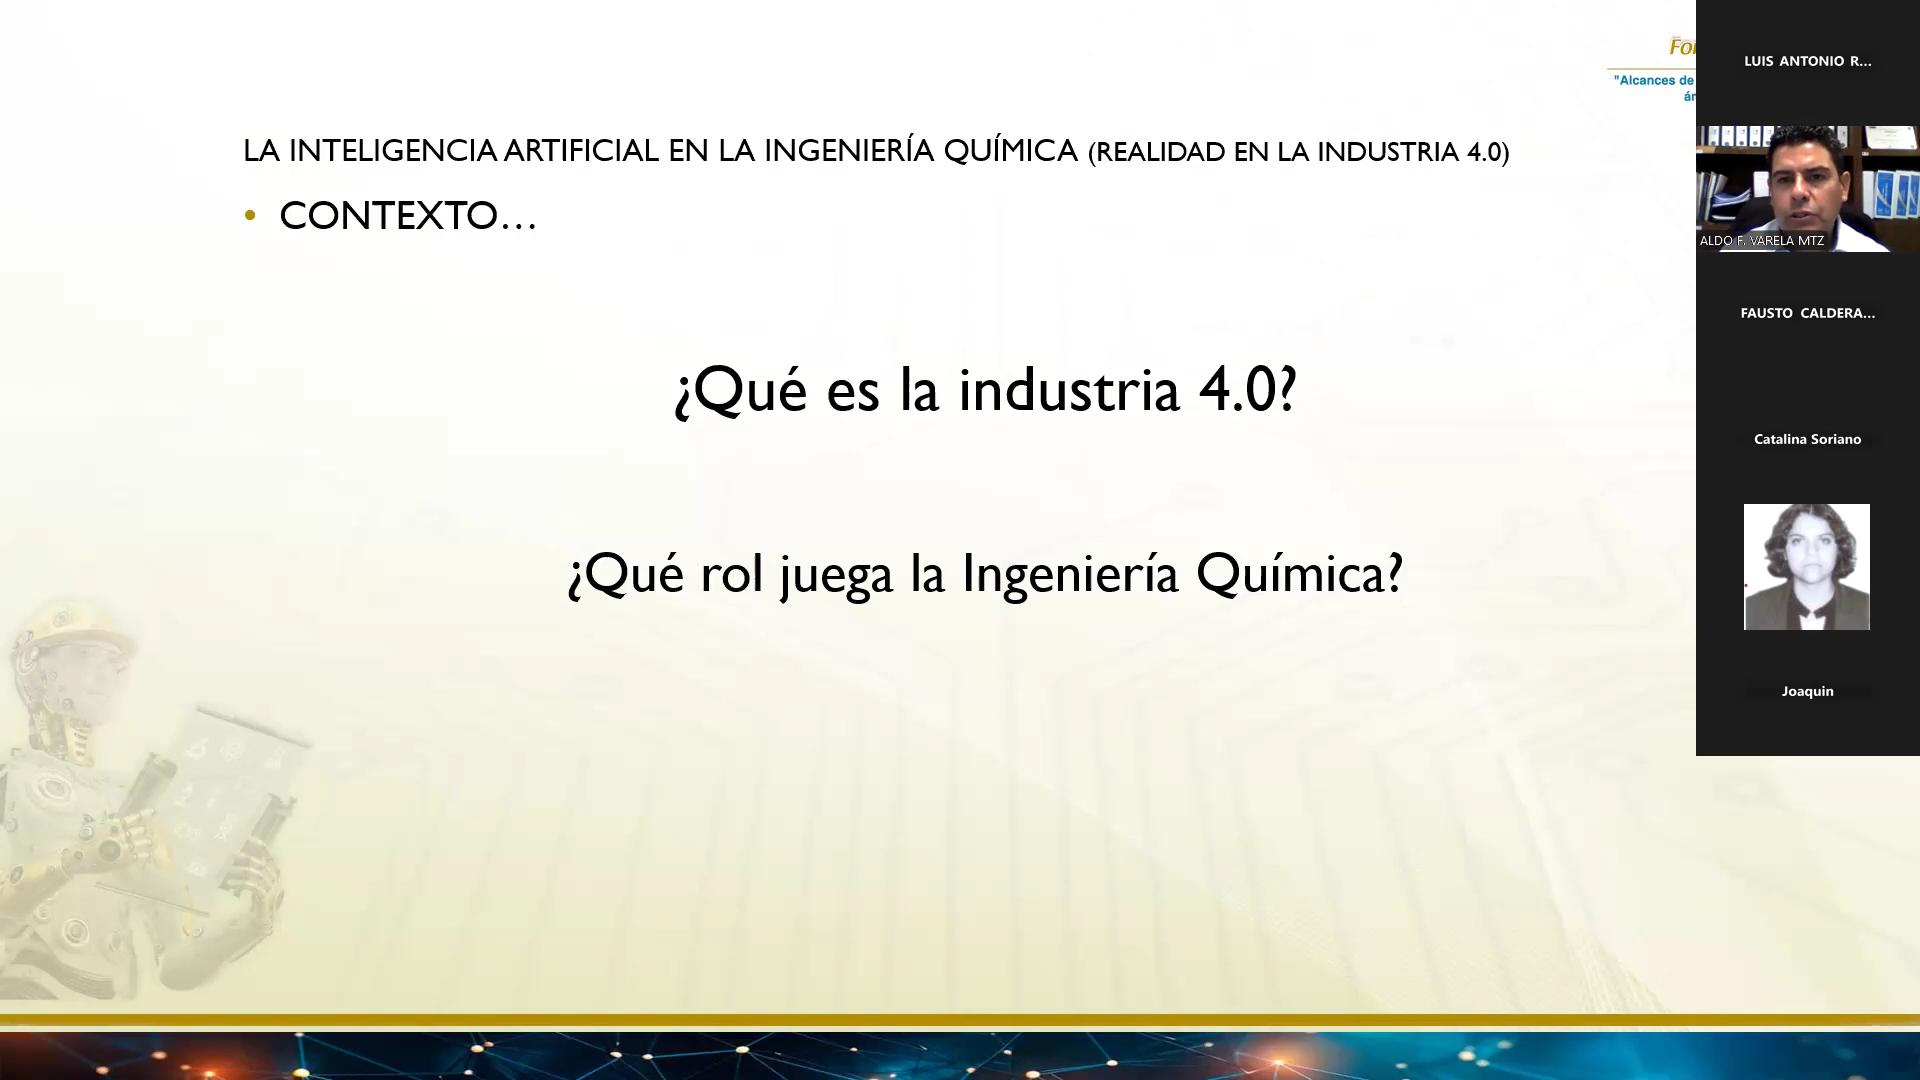 "Alcances de
LA INTELIGENCIA ARTIFICIAL EN LA INGENIERÍA QUÍMICA (REALIDAD EN LA INDUSTRIA 4.0)
• CONTEXTO...
¿Qué es la industria 4.0?
¿Qué rol juega la Ingeniería Química?
LUIS ANTONIO R...
ALDO F. VARELA MTZ
FAUSTO CALDERA...
Catalina Soriano
Joaquin